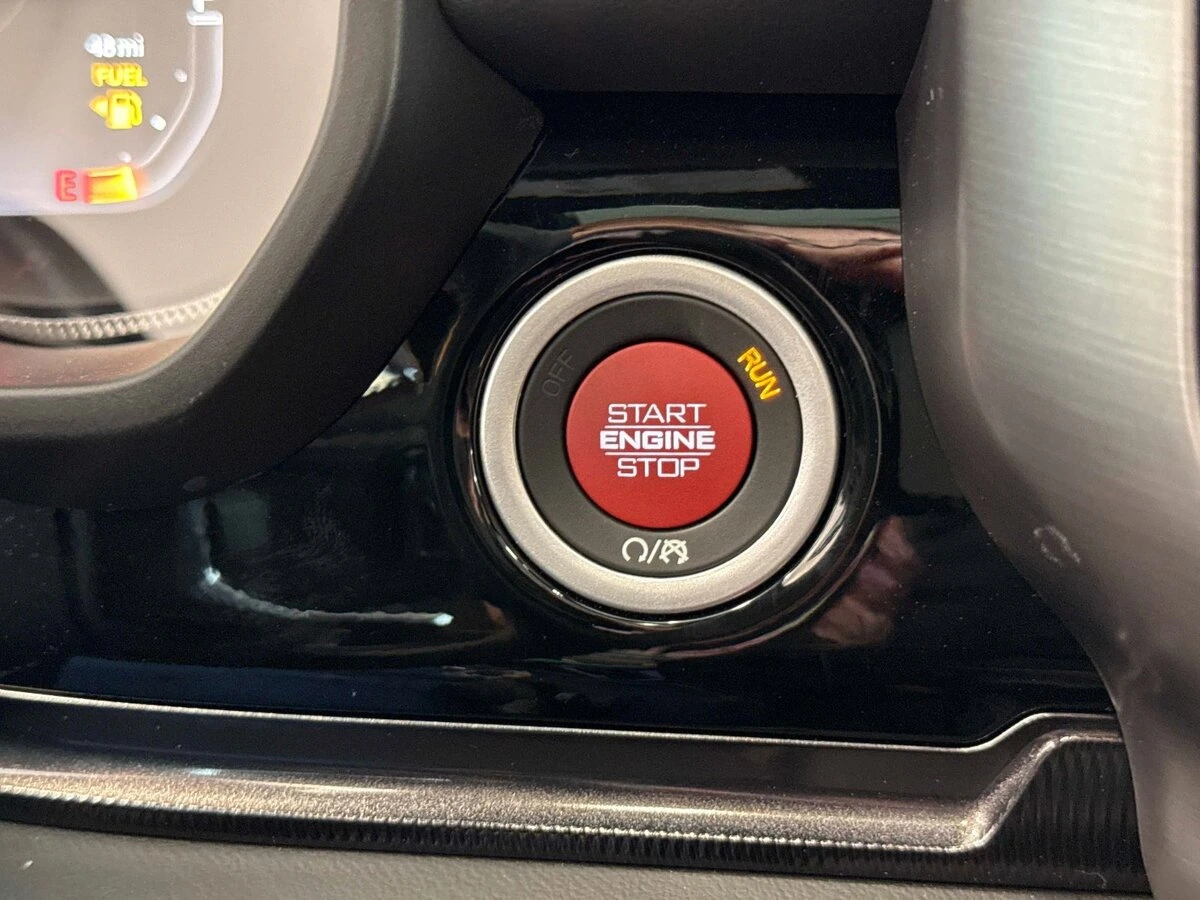 48mi
FUEL
E
OFF
RUN
START
ENGINE
STOP